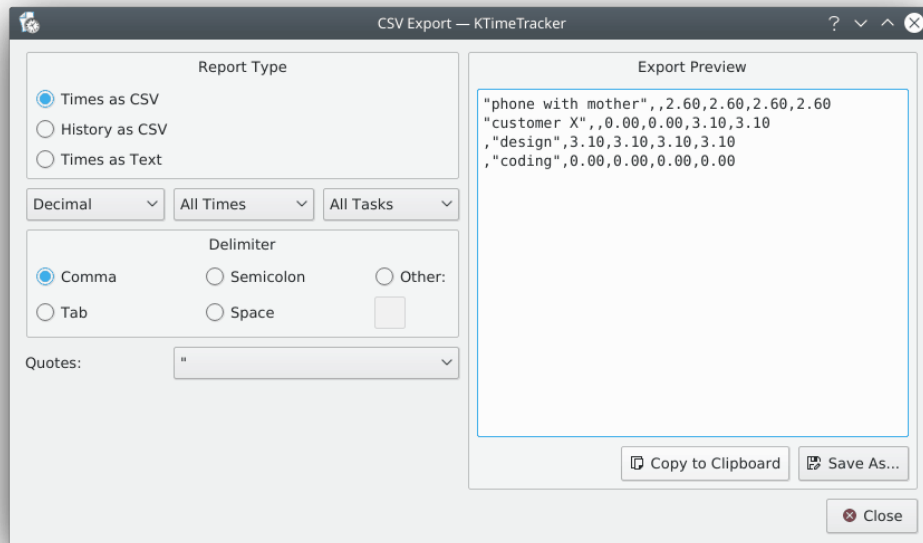 CSV Export — KTimeTracker
Report Type
Times as CSV
History as CSV
Times as Text
Decimal
All Times
All Tasks
Delimiter
Comma
Semicolon
Other:
Tab
Space
Quotes:
"
Export Preview
"phone with mother",,2.60,2.60,2.60,2.60
"customer X",,0.00,0.00,3.10,3.10
,"design",3.10,3.10,3.10,3.10
,"coding",0.00,0.00,0.00,0.00
Copy to Clipboard
Save As...
Close